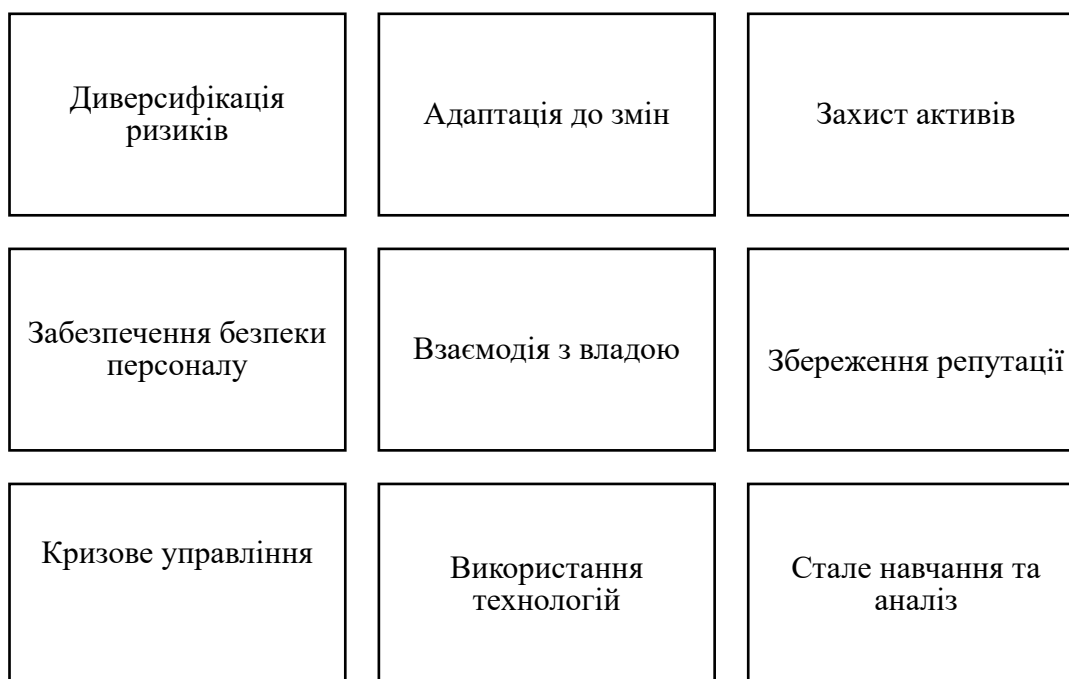 Диверсифікація
ризиків
Адаптація до змін
Захист активів
Забезпечення безпеки
персоналу
Взаємодія з владою
Збереження репутації
Кризове управління
Використання
технологій
Стале навчання та
аналіз